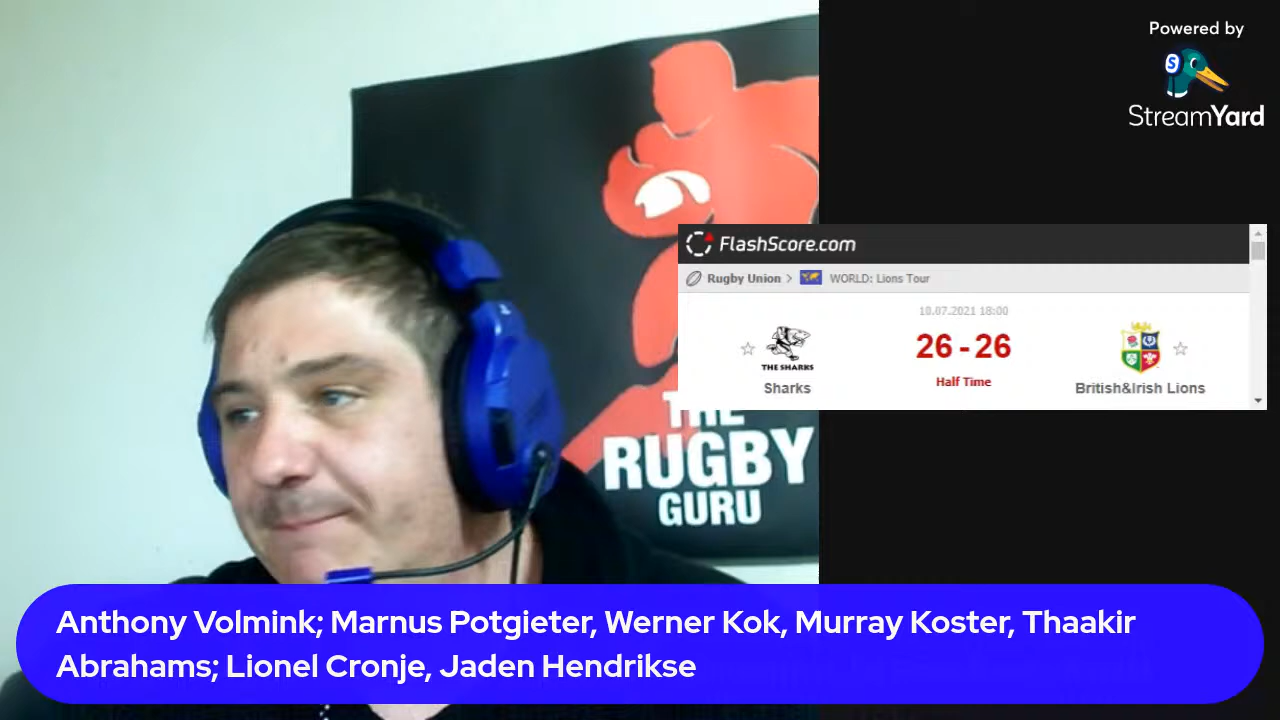 Powered by
StreamYard
FlashScore.com
Rugby Union > WORLD: Lions Tour
10.07.2021 18:00
26 - 26
Half Time
THE SHARKS
Sharks
British&Irish Lions
THE
RUGBY
GURU
Anthony Volmink; Marnus Potgieter, Werner Kok, Murray Koster, Thaakir
Abrahams; Lionel Cronje, Jaden Hendrikse